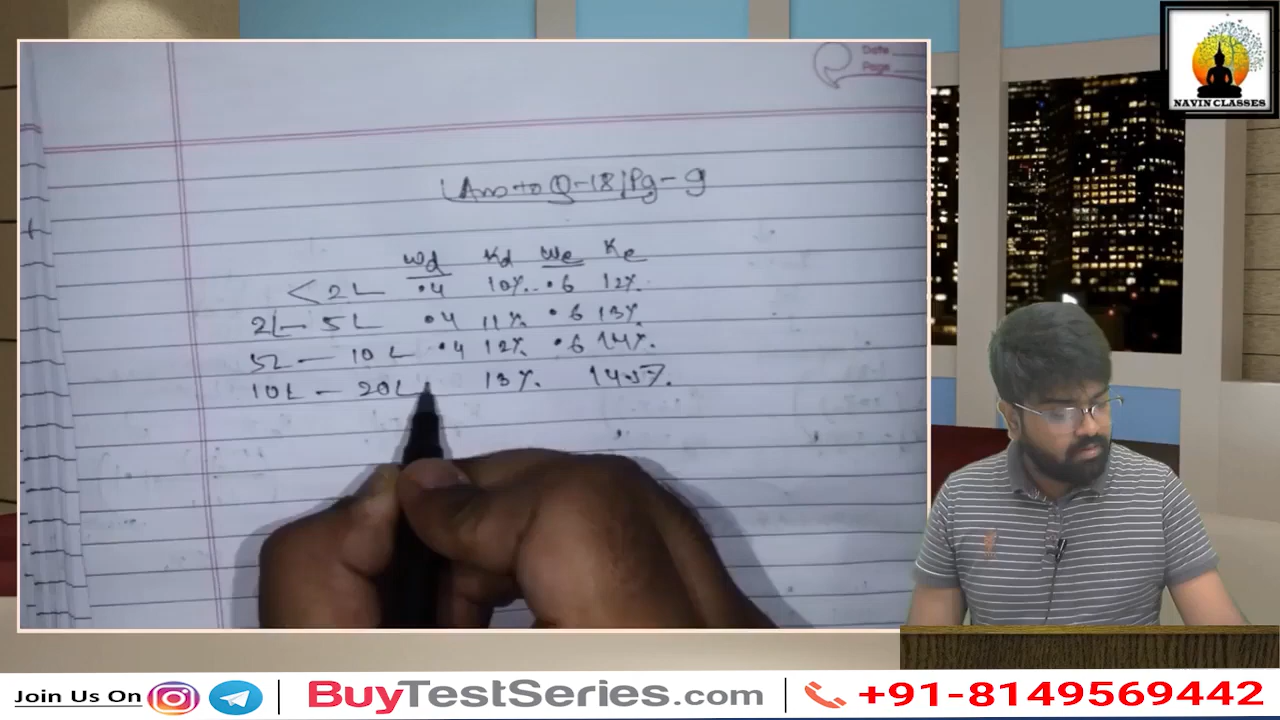 Date
Page
Ans to Q-18|Pg-9
Wd Kd We Ke
<2L .4 10%. .6 12%.
2L - 5L .4 11%. .6 13%.
5L - 10L .4 12%. .6 14%.
10L - 20L 13%. 14.5%.
NAVIN CLASSES
Join Us On BuyTestSeries.com +91-8149569442